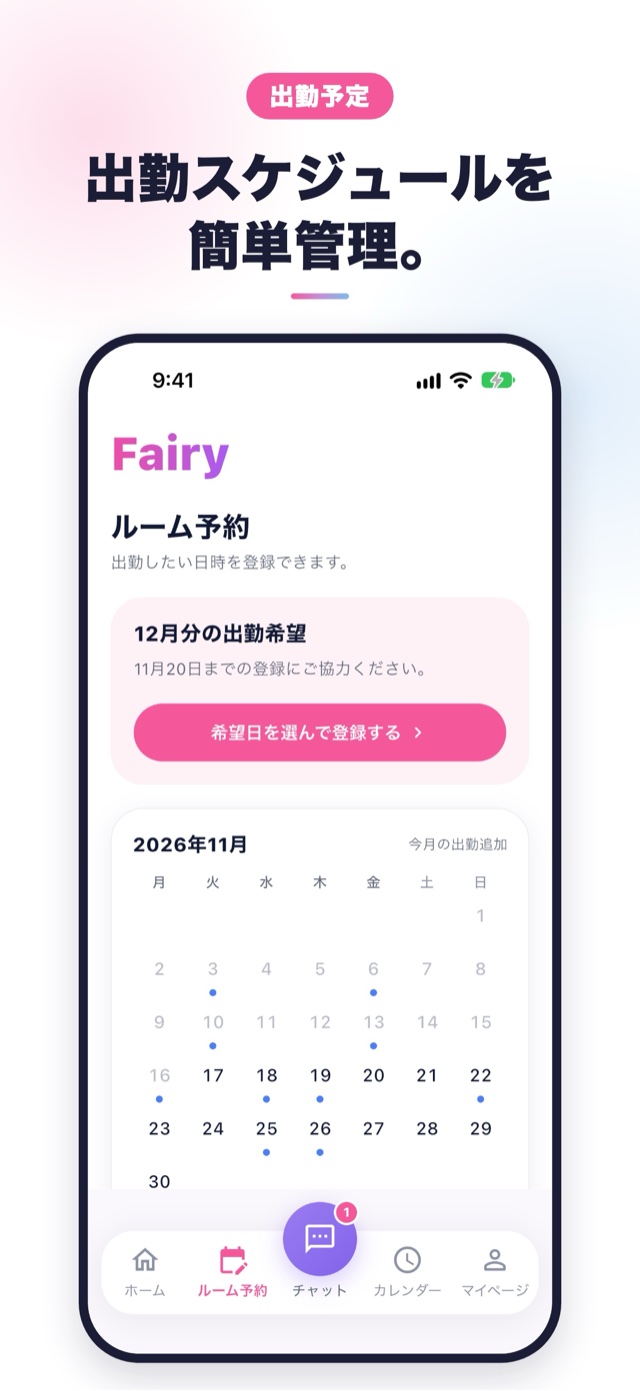 出勤予定
出勤スケジュールを
簡単管理。
9:41
Fairy
ルーム予約
出勤したい日時を登録できます。
12月分の出勤希望
11月20日までの登録にご協力ください。
希望日を選んで登録する >
2026年11月 今月の出勤追加
月 火 水 木 金 土 日
1
2 3 4 5 6 7 8
9 10 11 12 13 14 15
16 17 18 19 20 21 22
23 24 25 26 27 28 29
30
1
ホーム ルーム予約 チャット カレンダー マイページ